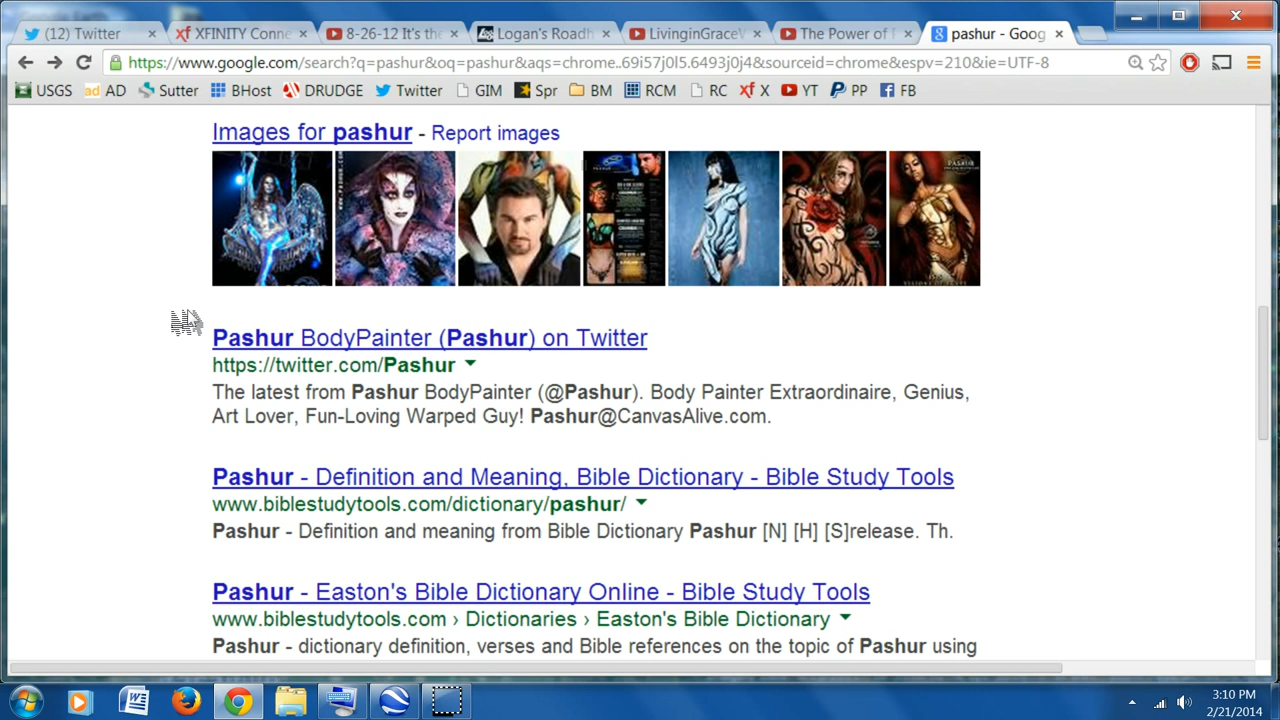 (12) Twitter
XFINITY Conne
8-26-12 It's the
Logan's Roadh
LivinginGraceW
The Power of
pashur - Goog
https://www.google.com/search?q=pashur&oq=pashur&aqs=chrome..69i57j0l5.6493j0j4&sourceid=chrome&espv=210&ie=UTF-8
USGS
ad AD
Sutter
BHost
DRUDGE
Twitter
GIM
Spr
BM
RCM
RC
xf X
YT
PP
FB
Images for pashur - Report images
Pashur BodyPainter (Pashur) on Twitter
https://twitter.com/Pashur
The latest from Pashur BodyPainter (@Pashur). Body Painter Extraordinaire, Genius,
Art Lover, Fun-Loving Warped Guy! Pashur@CanvasAlive.com.
Pashur - Definition and Meaning, Bible Dictionary - Bible Study Tools
www.biblestudytools.com/dictionary/pashur/
Pashur - Definition and meaning from Bible Dictionary Pashur [N] [H] [S]release. Th.
Pashur - Easton's Bible Dictionary Online - Bible Study Tools
www.biblestudytools.com › Dictionaries › Easton's Bible Dictionary
Pashur - dictionary definition, verses and Bible references on the topic of Pashur using
3:10 PM
2/21/2014